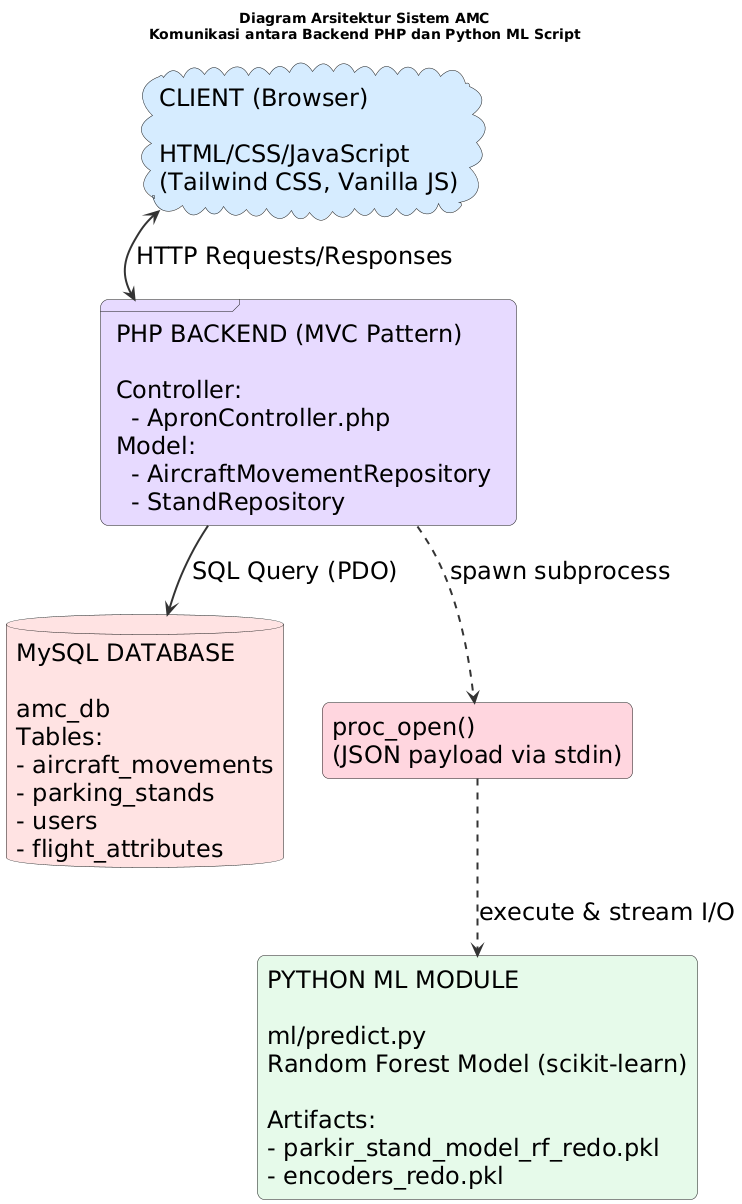 Diagram Arsitektur Sistem AMC
Komunikasi antara Backend PHP dan Python ML Script
CLIENT (Browser)
HTML/CSS/JavaScript
(Tailwind CSS, Vanilla JS)
HTTP Requests/Responses
PHP BACKEND (MVC Pattern)
Controller:
- ApronController.php
Model:
- AircraftMovementRepository
- StandRepository
SQL Query (PDO)
spawn subprocess
MySQL DATABASE
amc_db
Tables:
- aircraft_movements
- parking_stands
- users
- flight_attributes
proc_open()
(JSON payload via stdin)
execute & stream I/O
PYTHON ML MODULE
ml/predict.py
Random Forest Model (scikit-learn)
Artifacts:
- parkir_stand_model_rf_redo.pkl
- encoders_redo.pkl